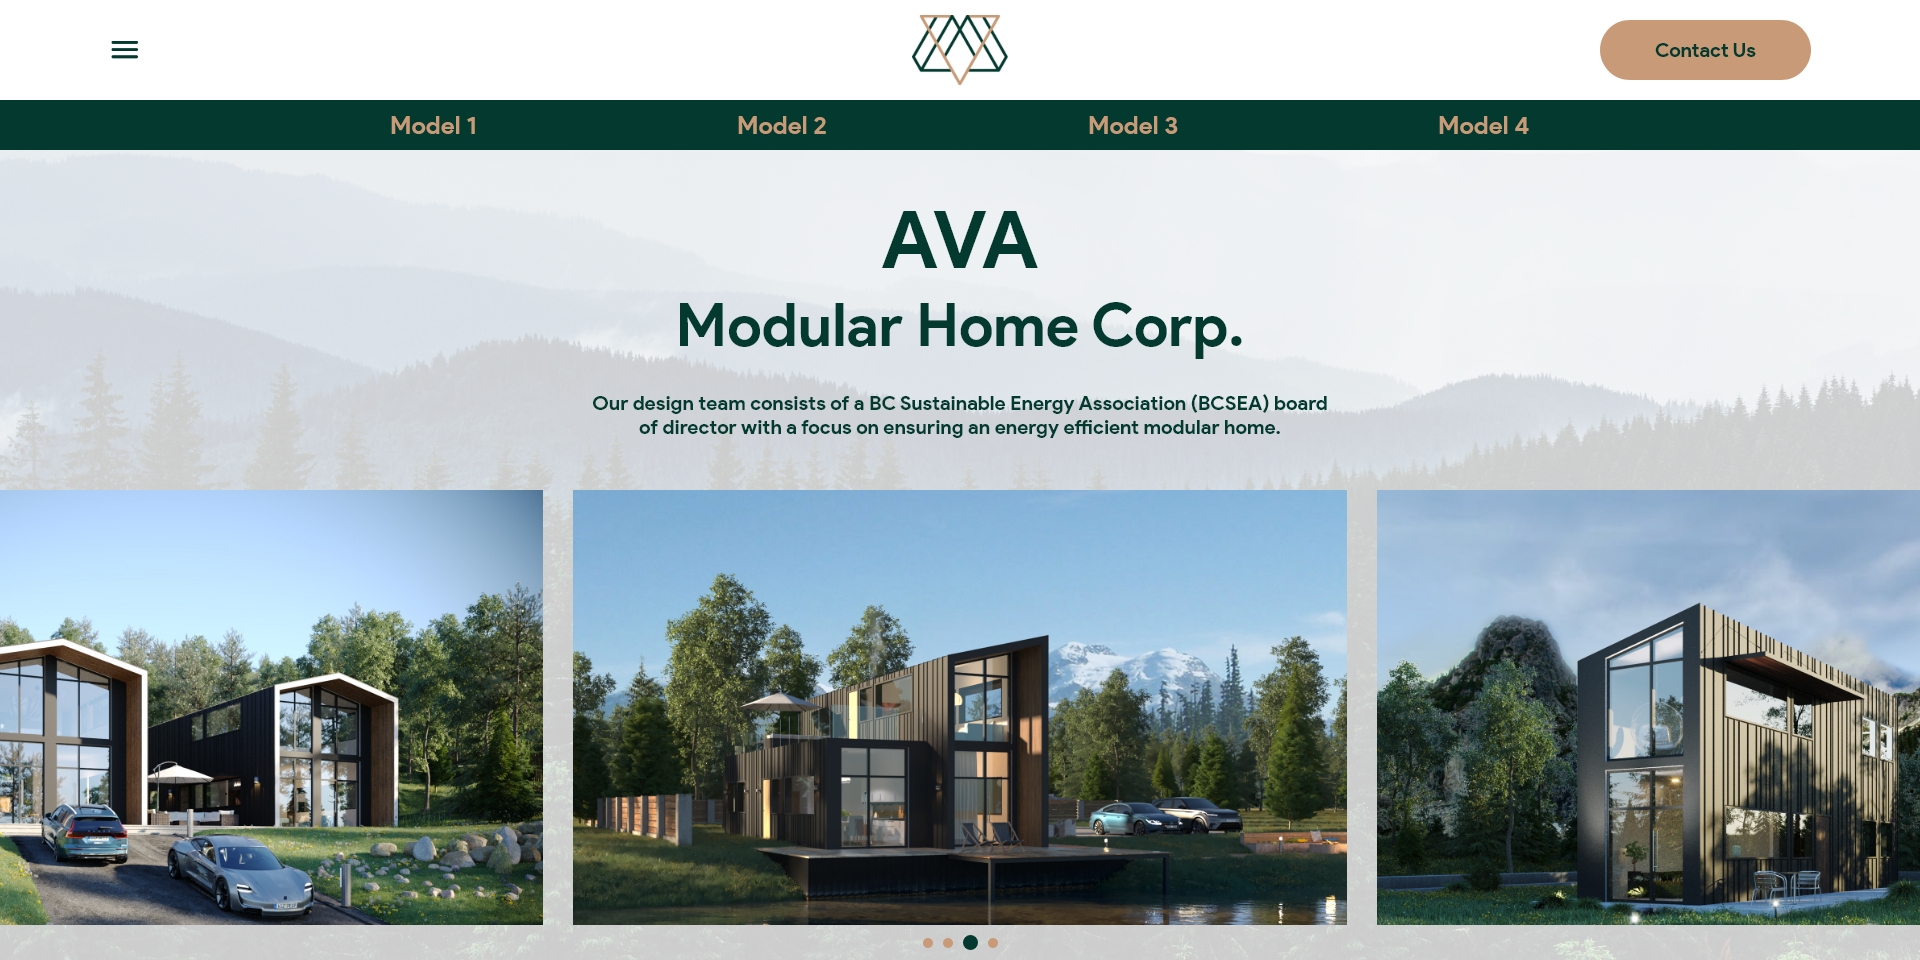 Contact Us
Model 1
Model 2
Model 3
Model 4
AVA
Modular Home Corp.
Our design team consists of a BC Sustainable Energy Association (BCSEA) board
of director with a focus on ensuring an energy efficient modular home.